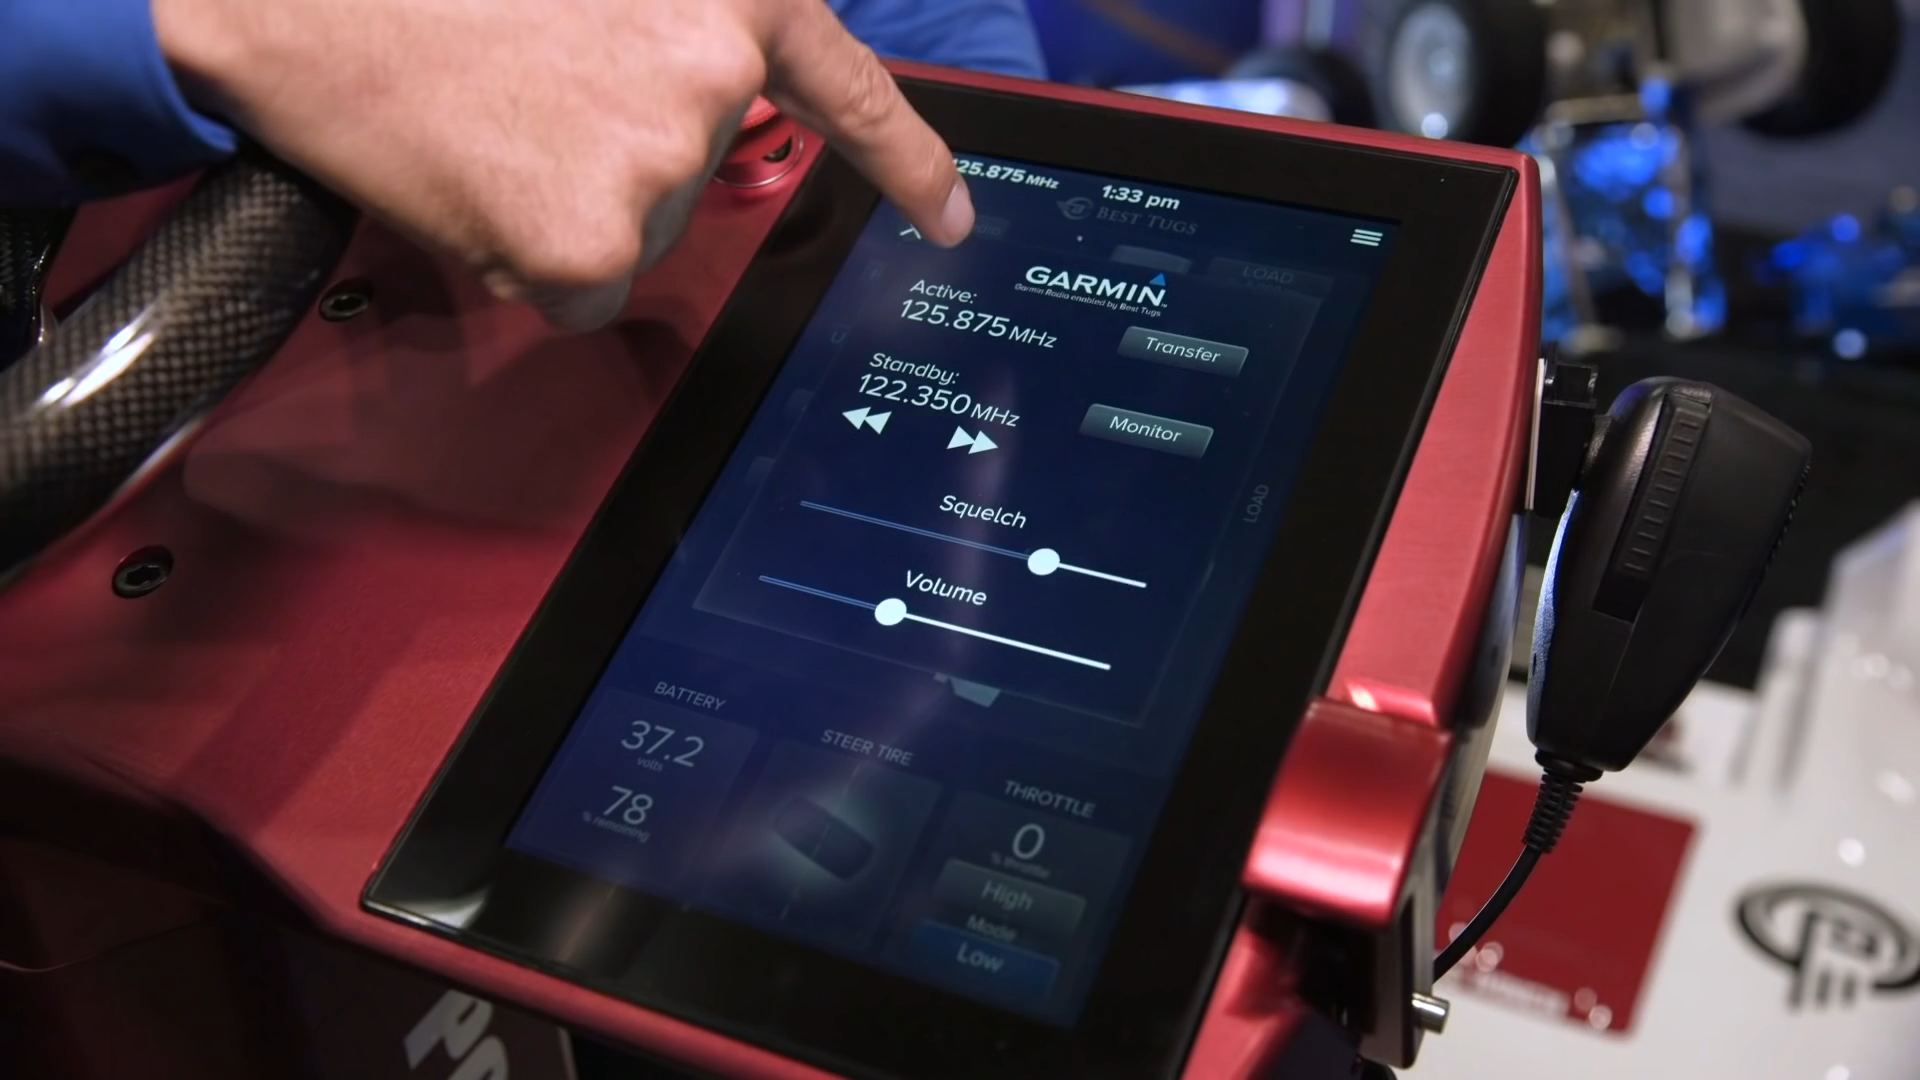 125.875 MHz
1:33 pm
BEST TUGS
GARMIN
Garmin Radio enabled by Best Tugs
LOAD
Active:
125.875 MHz
Transfer
Standby:
122.350 MHz
Monitor
LOAD
Squelch
Volume
BATTERY
37.2
volts
78
% remaining
STEER TIRE
THROTTLE
0
% throttle
High
Mode
Low